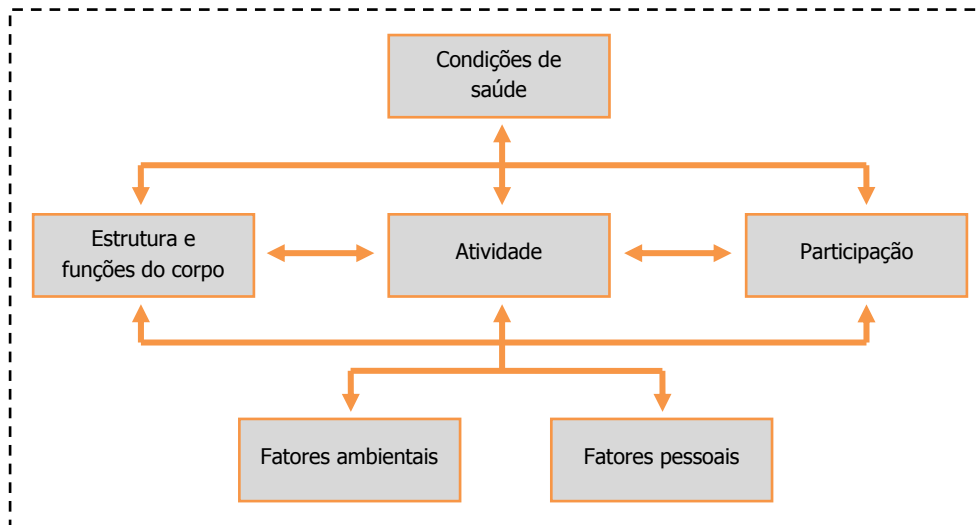 Condições de
saúde
Estrutura e
funções do corpo
Atividade
Participação
Fatores ambientais
Fatores pessoais